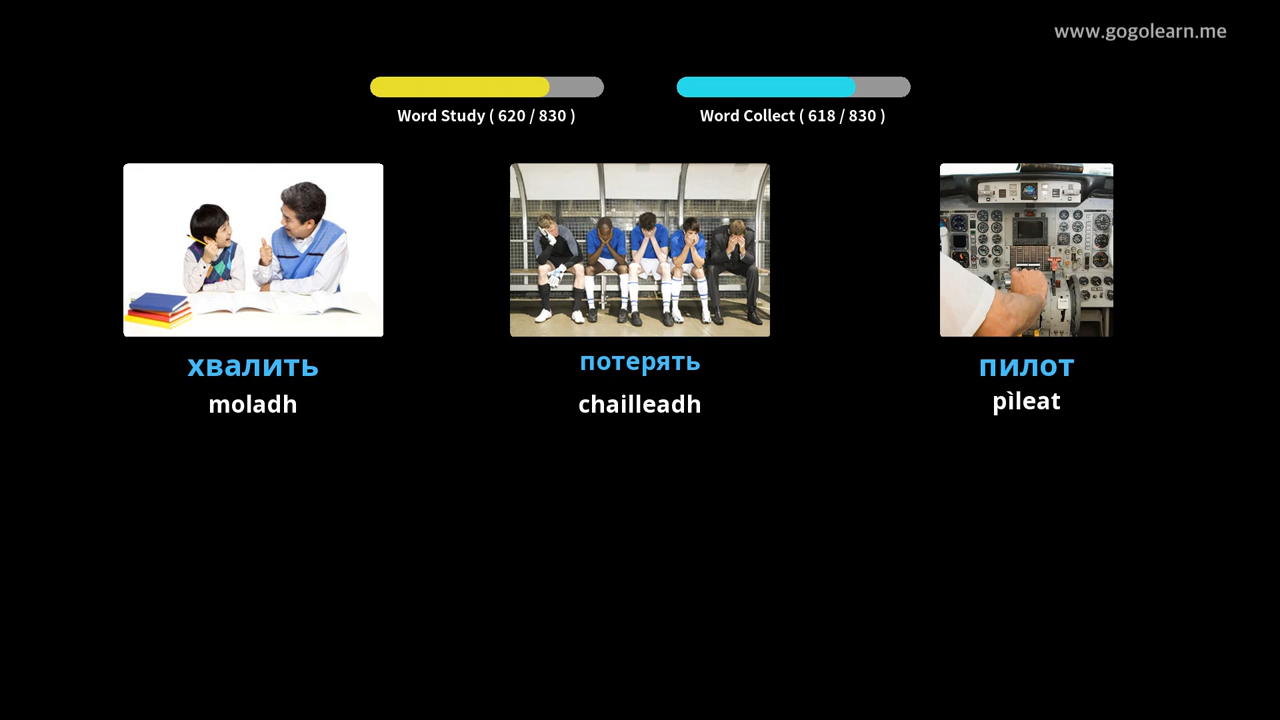 www.gogolearn.me
Word Study ( 620 / 830 )
Word Collect ( 618 / 830 )
хвалить
moladh
потерять
chailleadh
пилот
pìleat